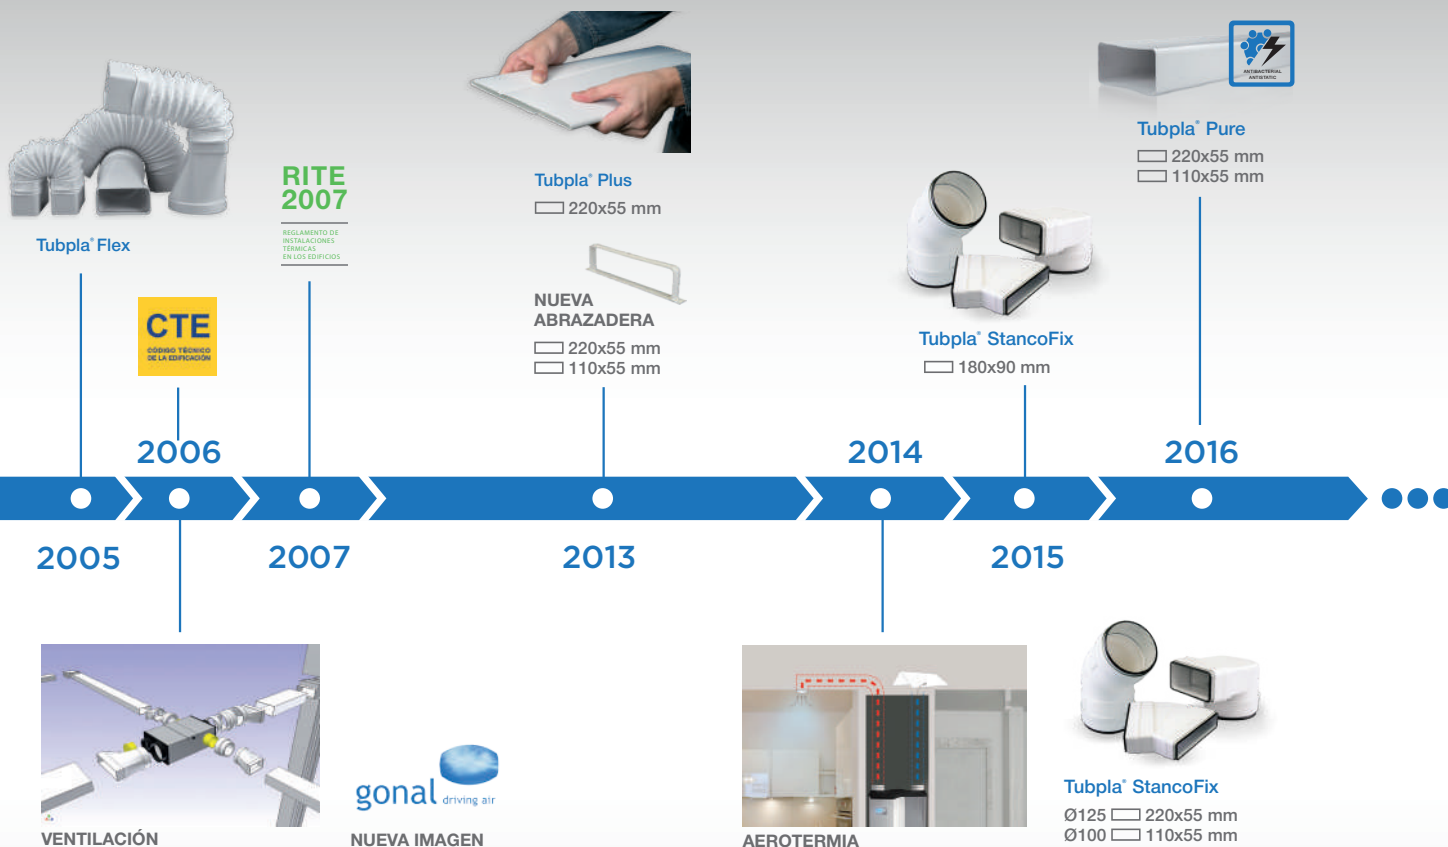 ANTIBACTERIAL
ANTISTATIC
Tubpla® Pure
220x55 mm
110x55 mm
RITE
2007
REGLAMENTO DE
INSTALACIONES
TÉRMICAS
EN LOS EDIFICIOS
Tubpla® Plus
220x55 mm
Tubpla® Flex
NUEVA
ABRAZADERA
220x55 mm
110x55 mm
CTE
CÓDIGO TÉCNICO
DE LA EDIFICACIÓN
Tubpla® StancoFix
180x90 mm
2006
2014
2016
2005
2007
2013
2015
gonal driving air
VENTILACIÓN
NUEVA IMAGEN
AEROTERMIA
Tubpla® StancoFix
Ø125 220x55 mm
Ø100 110x55 mm